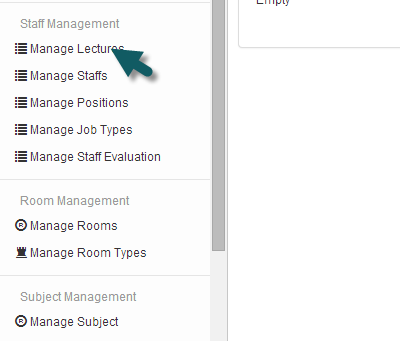 Staff Management
Empty
Manage Lectures
Manage Staffs
Manage Positions
Manage Job Types
Manage Staff Evaluation
Room Management
Manage Rooms
Manage Room Types
Subject Management
Manage Subject